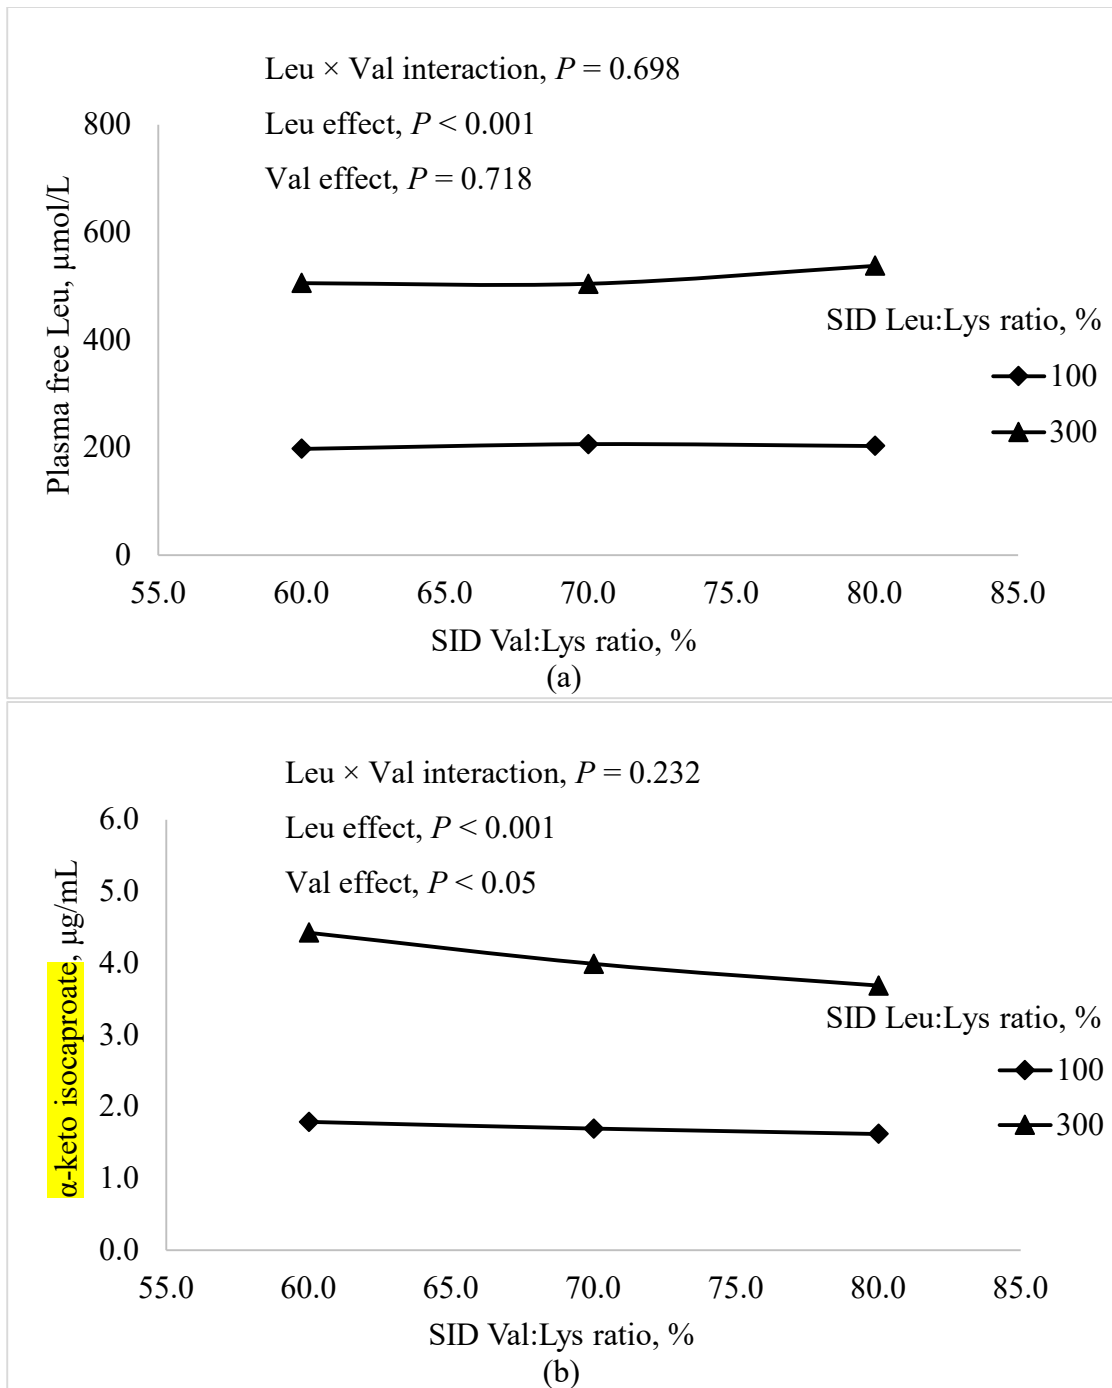 Leu × Val interaction, P = 0.698
Leu effect, P < 0.001
Val effect, P = 0.718
Plasma free Leu, μmol/L
800
600
400
200
0
55.0 60.0 65.0 70.0 75.0 80.0 85.0
SID Val:Lys ratio, %
SID Leu:Lys ratio, %
100
300
(a)
Leu × Val interaction, P = 0.232
Leu effect, P < 0.001
Val effect, P < 0.05
α-keto isocaproate, μg/mL
6.0
5.0
4.0
3.0
2.0
1.0
0.0
55.0 60.0 65.0 70.0 75.0 80.0 85.0
SID Val:Lys ratio, %
SID Leu:Lys ratio, %
100
300
(b)